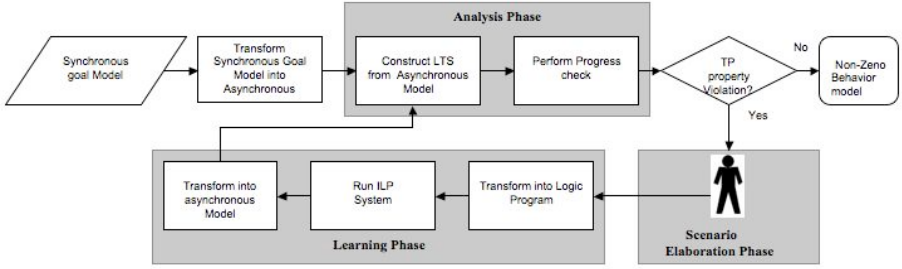 Analysis Phase
Synchronous
goal Model
Transform
Synchronous Goal
Model into
Asynchronous
Construct LTS
from Asynchronous
Model
Perform Progress
check
TP
property
Violation?
No
Non-Zeno
Behavior
model
Yes
Transform into
asynchronous
Model
Run ILP
System
Transform into Logic
Program
Learning Phase
Scenario
Elaboration Phase